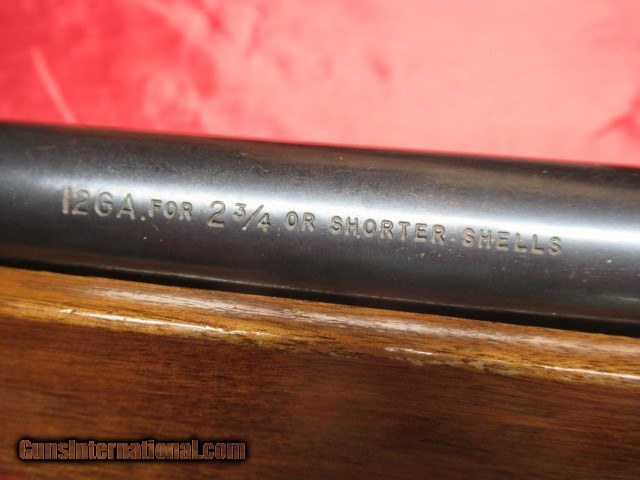 12GA. FOR 2 3/4 OR SHORTER SHELLS
GunsInternational.com